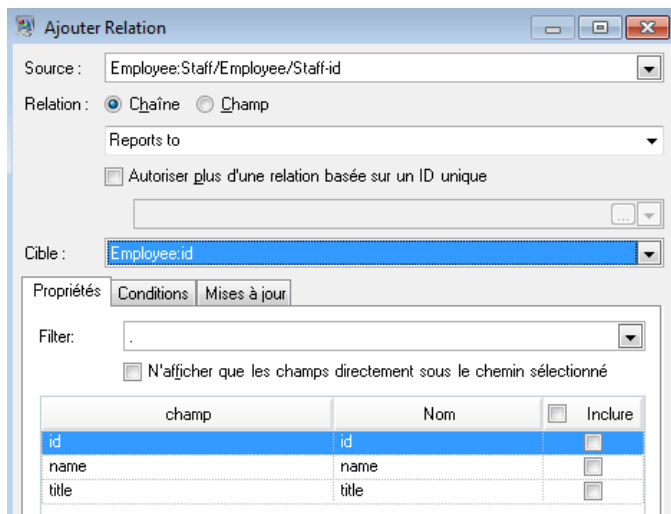 Ajouter Relation
Source : Employee:Staff/Employee/Staff-id
Relation : Chaîne Champ
Reports to
Autoriser plus d'une relation basée sur un ID unique
...
Cible : Employee:id
Propriétés Conditions Mises à jour
Filter: .
N'afficher que les champs directement sous le chemin sélectionné
champ Nom Inclure
id id
name name
title title